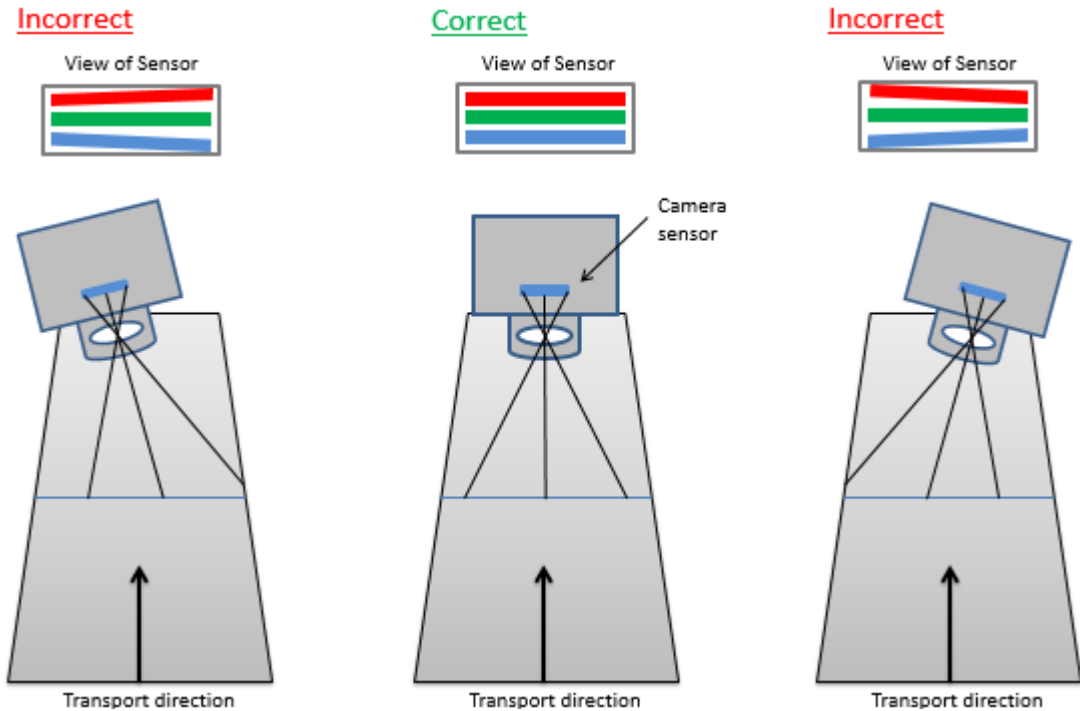 Incorrect
Correct
Incorrect
View of Sensor
View of Sensor
View of Sensor
Camera
sensor
Transport direction
Transport direction
Transport direction